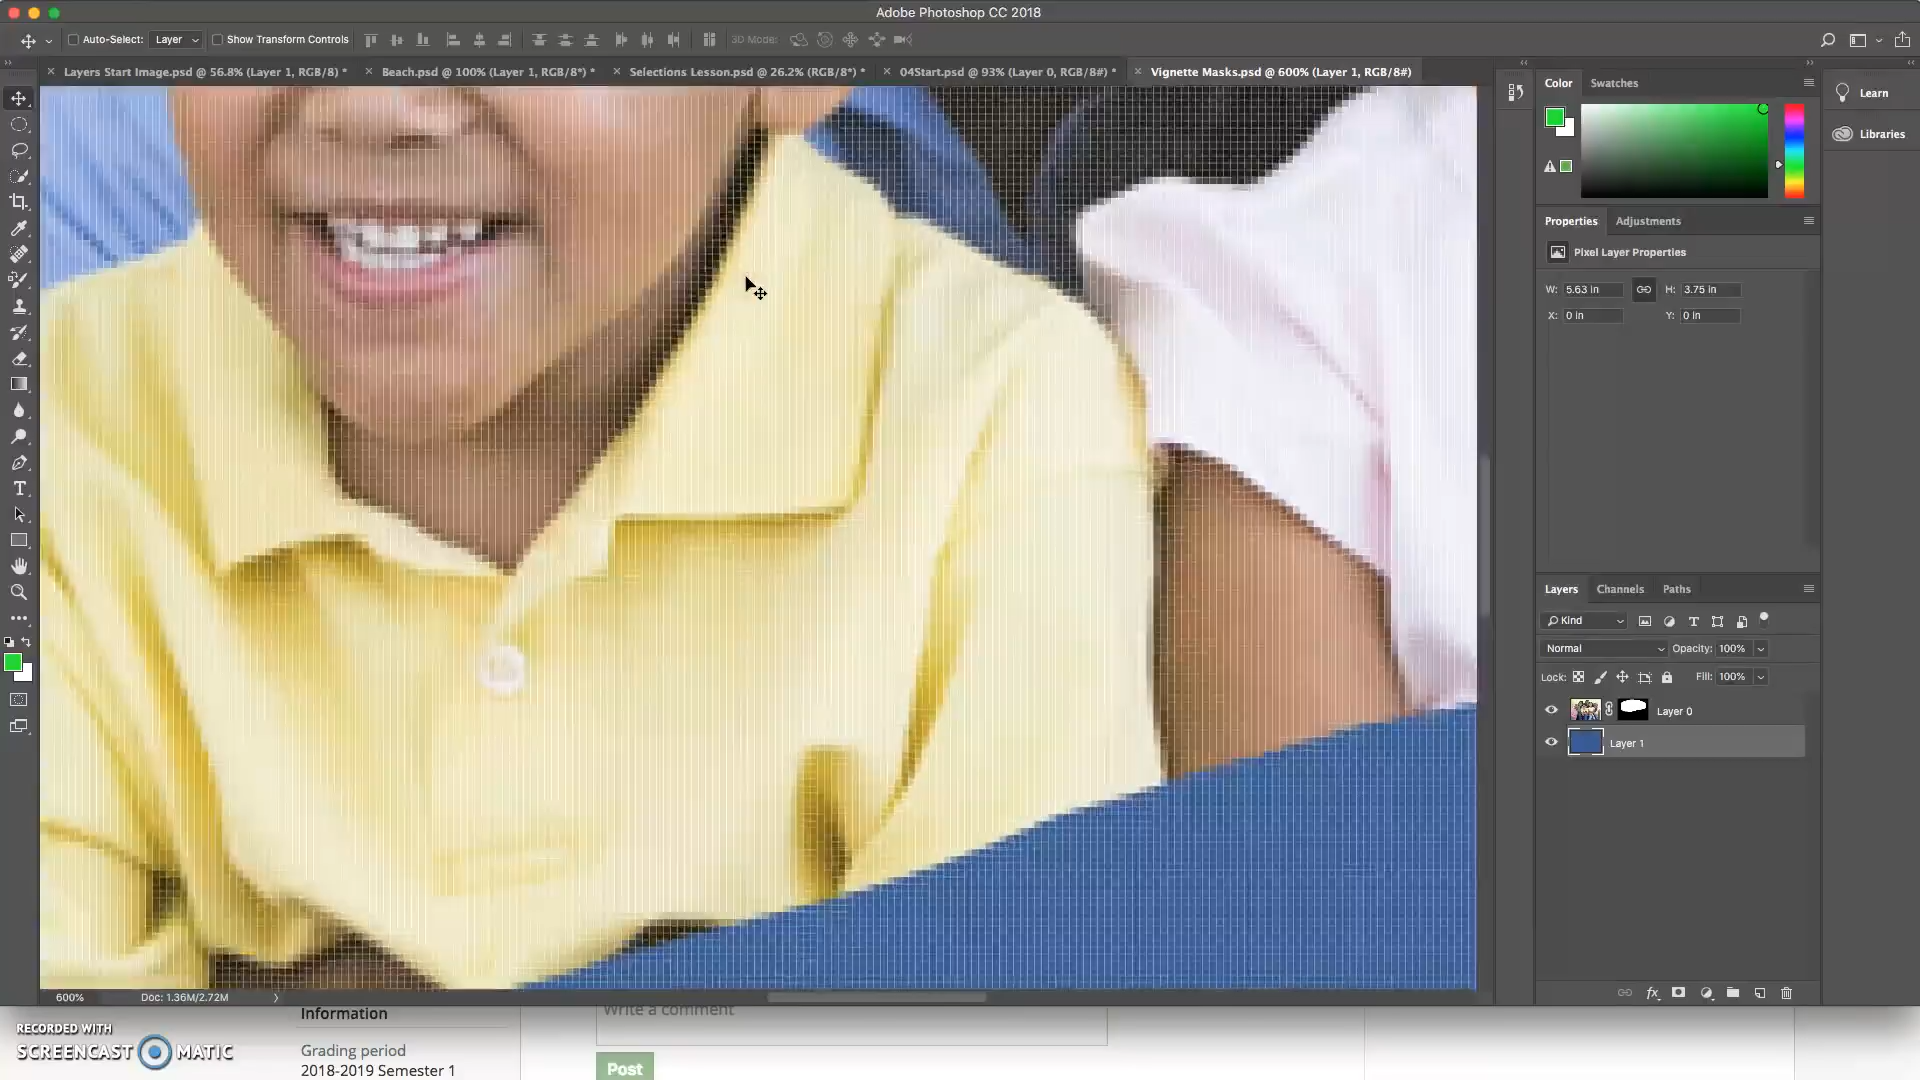 Adobe Photoshop CC 2018
Auto-Select: Layer Show Transform Controls 3D Mode:
Layers Start Image.psd @ 56.8% (Layer 1, RGB/8) * Beach.psd @ 100% (Layer 1, RGB/8*) * Selections Lesson.psd @ 26.2% (RGB/8*) * 04Start.psd @ 93% (Layer 0, RGB/8#) * Vignette Masks.psd @ 600% (Layer 1, RGB/8#)
Color Swatches
Learn
Libraries
Properties Adjustments
Pixel Layer Properties
W: 5.63 in H: 3.75 in
X: 0 in Y: 0 in
Layers Channels Paths
Kind
Normal Opacity: 100%
Lock: Fill: 100%
Layer 0
Layer 1
600% Doc: 1.36M/2.72M
Information
Write a comment
Grading period
2018-2019 Semester 1
Post
RECORDED WITH
SCREENCAST MATIC